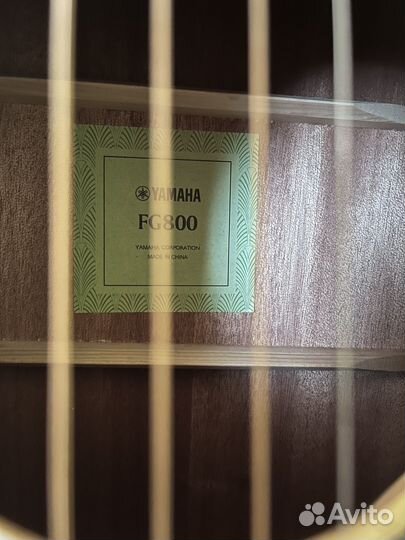 YAMAHA
FG800
YAMAHA CORPORATION
MADE IN CHINA
Avito